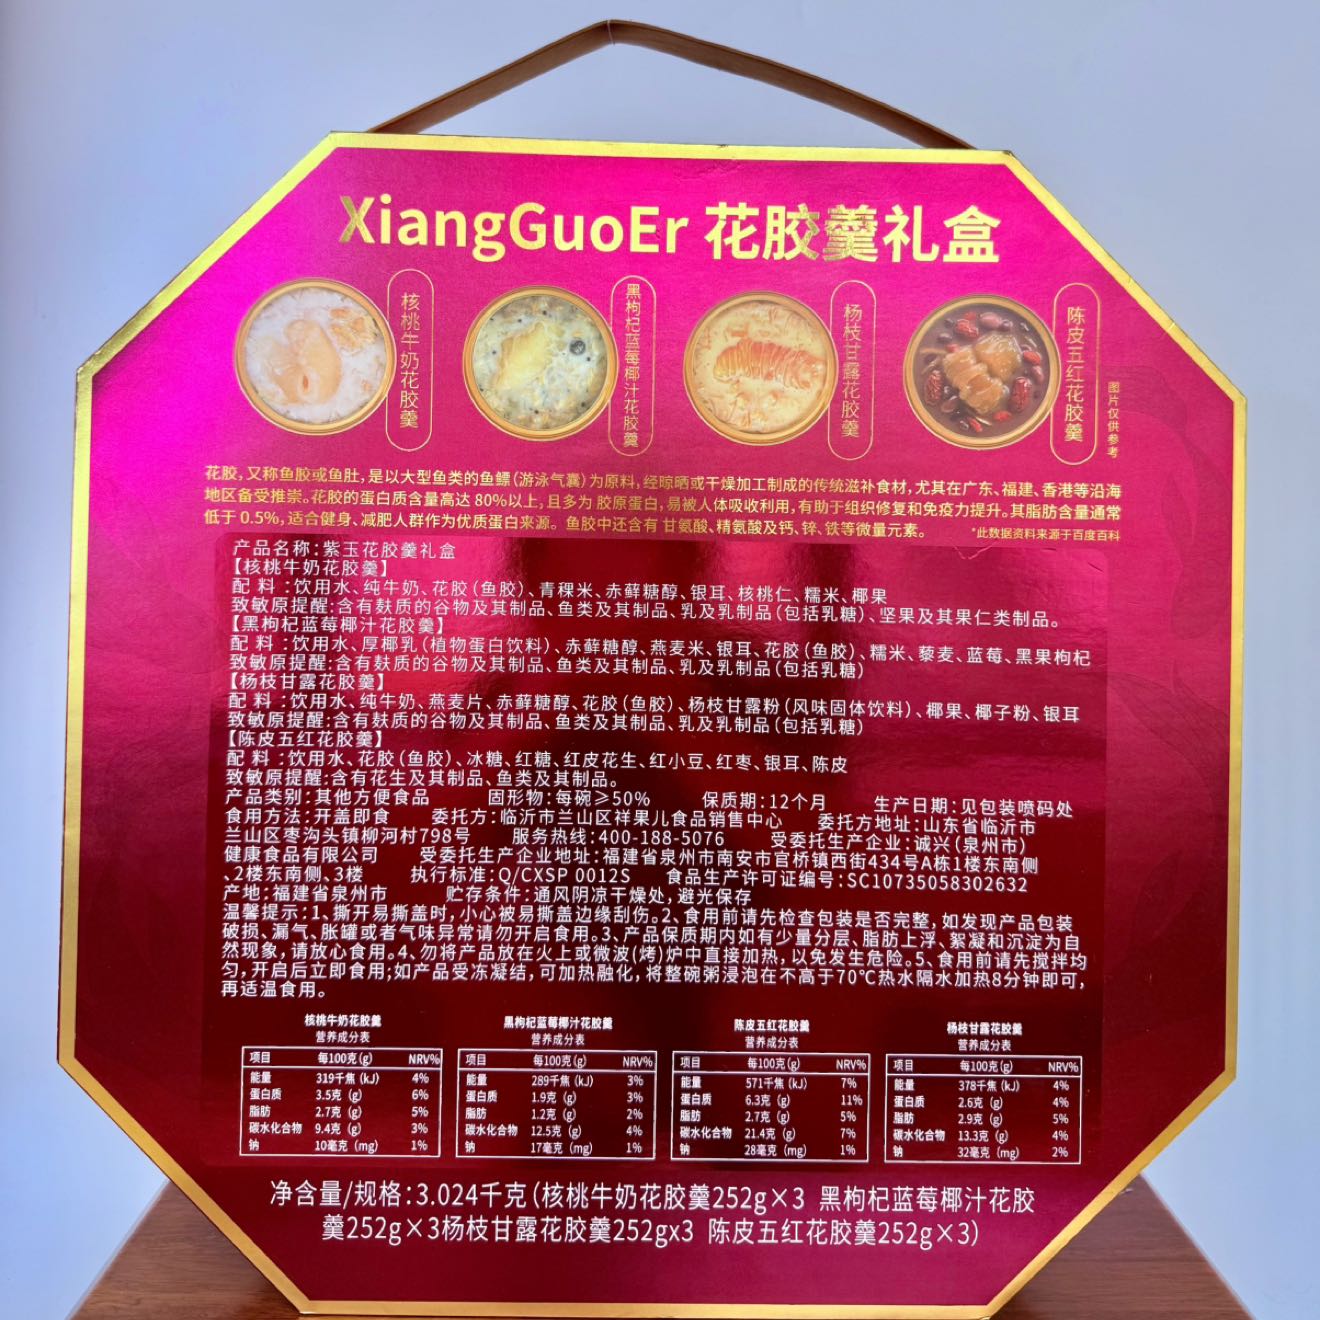 XiangGuoEr 花胶羹礼盒
核桃牛奶花胶羹
黑枸杞蓝莓椰汁花胶羹
杨枝甘露花胶羹
陈皮五红花胶羹
图片仅供参考
花胶,又称鱼胶或鱼肚,是以大型鱼类的鱼鳔(游泳气囊)为原料,经晾晒或干燥加工制成的传统滋补食材,尤其在广东、福建、香港等沿海
地区备受推崇。花胶的蛋白质含量高达 80%以上,且多为 胶原蛋白,易被人体吸收利用,有助于组织修复和免疫力提升。其脂肪含量通常
低于 0.5%,适合健身、减肥人群作为优质蛋白来源。鱼胶中还含有 甘氨酸、精氨酸及钙、锌、铁等微量元素。 *此数据资料来源于百度百科
产品名称:紫玉花胶羹礼盒
【核桃牛奶花胶羹】
配 料 :饮用水、纯牛奶、花胶(鱼胶)、青稞米、赤藓糖醇、银耳、核桃仁、糯米、椰果
致敏原提醒:含有麸质的谷物及其制品、鱼类及其制品、乳及乳制品(包括乳糖)、坚果及其果仁类制品。
【黑枸杞蓝莓椰汁花胶羹】
配 料 :饮用水、厚椰乳(植物蛋白饮料)、赤藓糖醇、燕麦米、银耳、花胶(鱼胶)、糯米、藜麦、蓝莓、黑果枸杞
致敏原提醒:含有麸质的谷物及其制品、鱼类及其制品、乳及乳制品(包括乳糖)
【杨枝甘露花胶羹】
配 料 :饮用水、纯牛奶、燕麦片、赤藓糖醇、花胶(鱼胶)、杨枝甘露粉(风味固体饮料)、椰果、椰子粉、银耳
致敏原提醒:含有麸质的谷物及其制品、鱼类及其制品、乳及乳制品(包括乳糖)
【陈皮五红花胶羹】
配 料 :饮用水、花胶(鱼胶)、冰糖、红糖、红皮花生、红小豆、红枣、银耳、陈皮
致敏原提醒:含有花生及其制品、鱼类及其制品。
产品类别:其他方便食品 固形物:每碗≥50% 保质期:12个月 生产日期:见包装喷码处
食用方法:开盖即食 委托方:临沂市兰山区祥果儿食品销售中心 委托方地址:山东省临沂市
兰山区枣沟头镇柳河村798号 服务热线:400-188-5076 受委托生产企业:诚兴(泉州市)
健康食品有限公司 受委托生产企业地址:福建省泉州市南安市官桥镇西街434号A栋1楼东南侧
、2楼东南侧、3楼 执行标准:Q/CXSP 0012S 食品生产许可证编号:SC10735058302632
产地:福建省泉州市 贮存条件:通风阴凉干燥处,避光保存
温馨提示:1、撕开易撕盖时,小心被易撕盖边缘刮伤。2、食用前请先检查包装是否完整,如发现产品包装
破损、漏气、胀罐或者气味异常请勿开启食用。3、产品保质期内如有少量分层、脂肪上浮、絮凝和沉淀为自
然现象,请放心食用。4、勿将产品放在火上或微波(烤)炉中直接加热,以免发生危险。5、食用前请先搅拌均
匀,开启后立即食用;如产品受冻凝结,可加热融化,将整碗粥浸泡在不高于70℃热水隔水加热8分钟即可,
再适温食用。
核桃牛奶花胶羹
营养成分表
项目 每100克(g) NRV%
能量 319千焦(kJ) 4%
蛋白质 3.5克(g) 6%
脂肪 2.7克(g) 5%
碳水化合物 9.4克(g) 3%
钠 10毫克(mg) 1%
黑枸杞蓝莓椰汁花胶羹
营养成分表
项目 每100克(g) NRV%
能量 289千焦(kJ) 3%
蛋白质 1.9克(g) 3%
脂肪 1.2克(g) 2%
碳水化合物 12.5克(g) 4%
钠 17毫克(mg) 1%
陈皮五红花胶羹
营养成分表
项目 每100克(g) NRV%
能量 571千焦(kJ) 7%
蛋白质 6.3克(g) 11%
脂肪 2.7克(g) 5%
碳水化合物 21.4克(g) 7%
钠 28毫克(mg) 1%
杨枝甘露花胶羹
营养成分表
项目 每100克(g) NRV%
能量 378千焦(kJ) 4%
蛋白质 2.6克(g) 4%
脂肪 2.9克(g) 5%
碳水化合物 13.3克(g) 4%
钠 32毫克(mg) 2%
净含量/规格:3.024千克(核桃牛奶花胶羹252g×3 黑枸杞蓝莓椰汁花胶
羹252g×3杨枝甘露花胶羹252gx3 陈皮五红花胶羹252g×3)